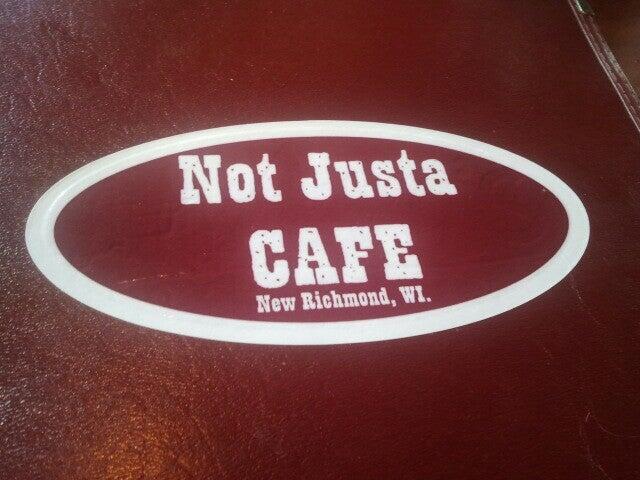 Not Justa
CAFE
New Richmond, WI.